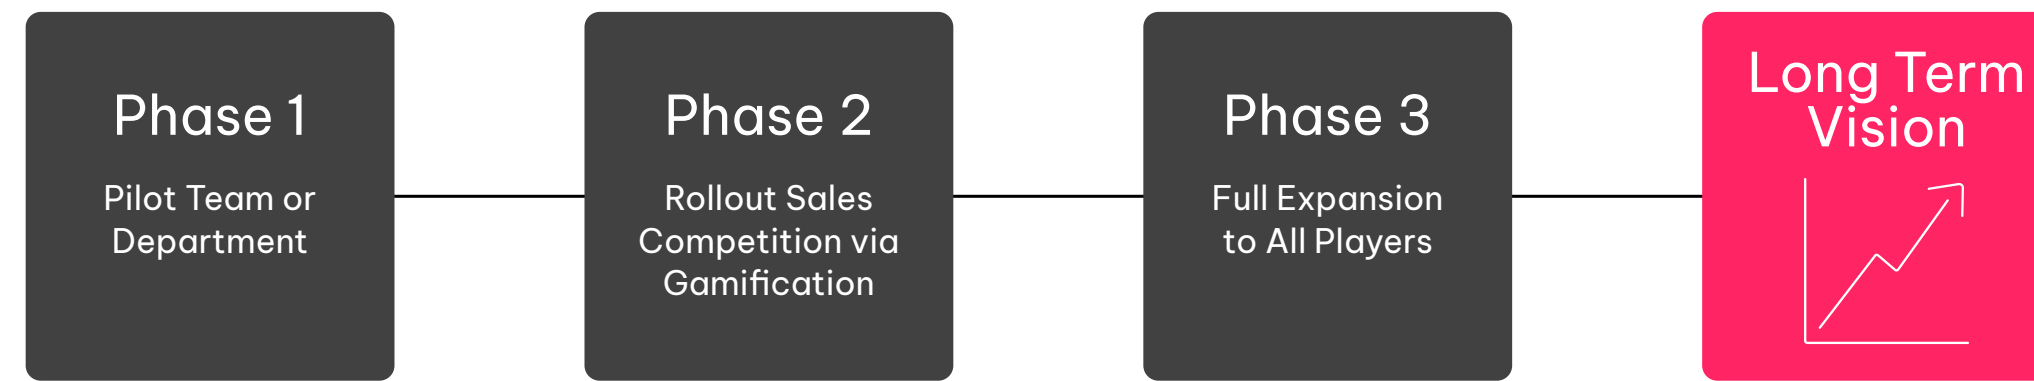 Phase 1
Pilot Team or
Department
Phase 2
Rollout Sales
Competition via
Gamification
Phase 3
Full Expansion
to All Players
Long Term
Vision